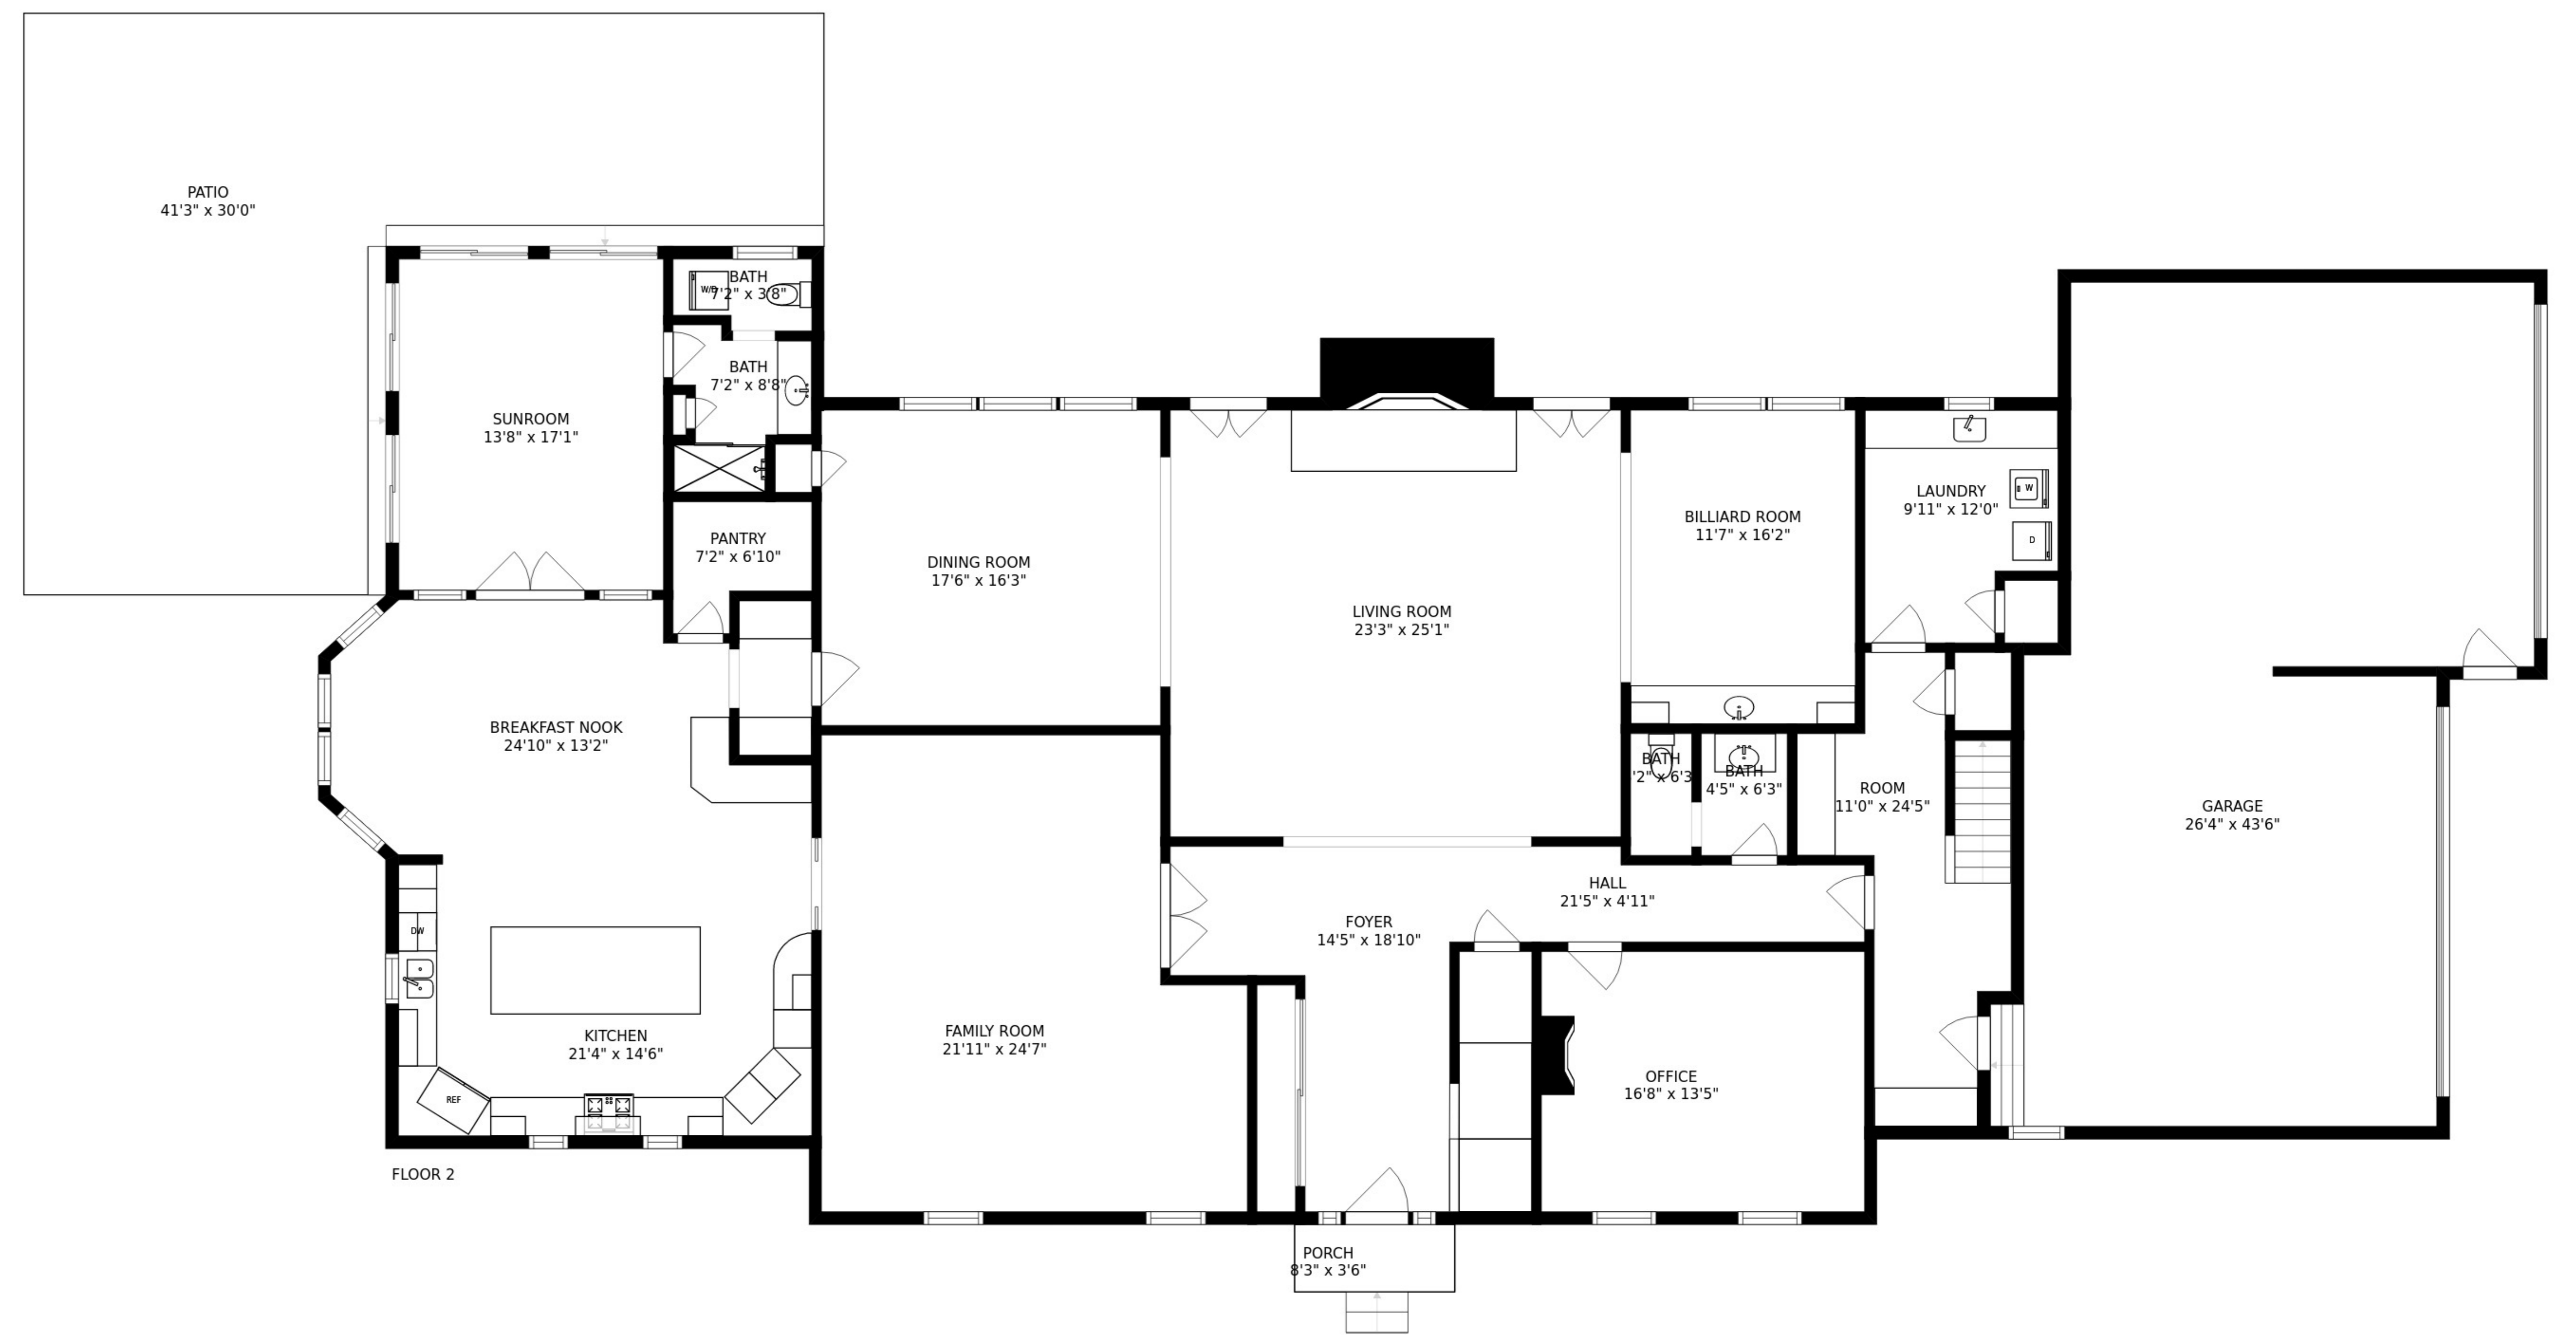 PATIO
41'3" x 30'0"
BATH
7'2" x 3'8"
BATH
7'2" x 8'8"
SUNROOM
13'8" x 17'1"
PANTRY
7'2" x 6'10"
DINING ROOM
17'6" x 16'3"
LIVING ROOM
23'3" x 25'1"
BILLIARD ROOM
11'7" x 16'2"
LAUNDRY
9'11" x 12'0"
W
D
BREAKFAST NOOK
24'10" x 13'2"
BATH
'2" x 6'3
BATH
4'5" x 6'3"
ROOM
11'0" x 24'5"
GARAGE
26'4" x 43'6"
HALL
21'5" x 4'11"
FOYER
14'5" x 18'10"
DW
KITCHEN
21'4" x 14'6"
REF
FAMILY ROOM
21'11" x 24'7"
OFFICE
16'8" x 13'5"
FLOOR 2
PORCH
8'3" x 3'6"